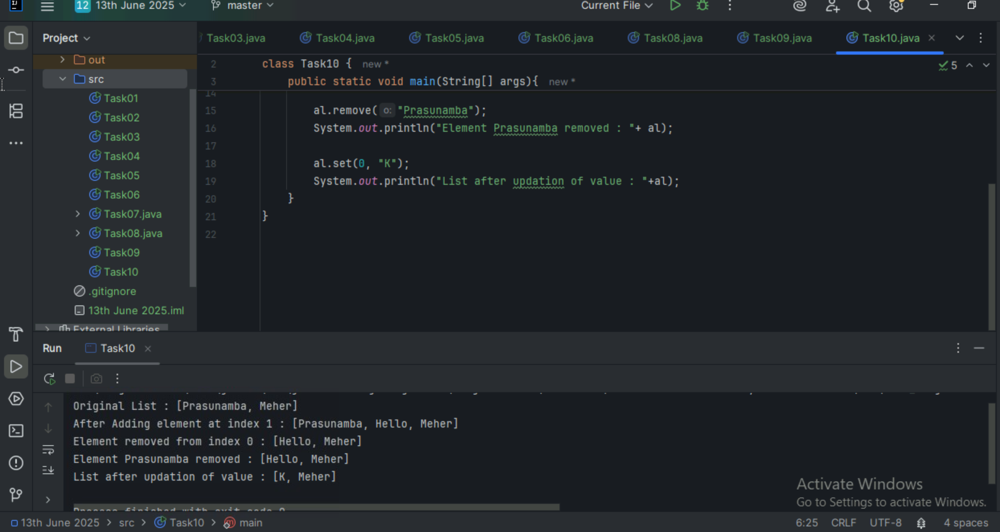 12 13th June 2025 master Current File
Project
Task03.java Task04.java Task05.java Task06.java Task08.java Task09.java Task10.java
out
src
Task01
Task02
Task03
Task04
Task05
Task06
Task07.java
Task08.java
Task09
Task10
.gitignore
13th June 2025.iml
External Libraries
5
2 class Task10 { new *
3 public static void main(String[] args){ new *
14
15 al.remove( o: "Prasunamba");
16 System.out.println("Element Prasunamba removed : "+ al);
17
18 al.set(0, "K");
19 System.out.println("List after updation of value : "+al);
20 }
21 }
22
Run Task10
Original List : [Prasunamba, Meher]
After Adding element at index 1 : [Prasunamba, Hello, Meher]
Element removed from index 0 : [Hello, Meher]
Element Prasunamba removed : [Hello, Meher]
List after updation of value : [K, Meher]
Process finished with exit code 0
Activate Windows
Go to Settings to activate Windows.
13th June 2025 > src > Task10 > main
6:25 CRLF UTF-8 4 spaces